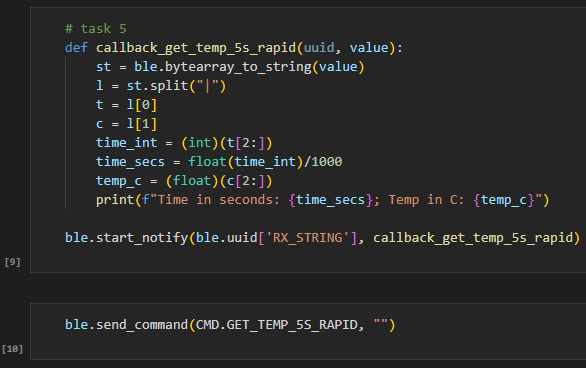 # task 5
def callback_get_temp_5s_rapid(uuid, value):
    st = ble.bytearray_to_string(value)
    l = st.split("|")
    t = l[0]
    c = l[1]
    time_int = (int)(t[2:])
    time_secs = float(time_int)/1000
    temp_c = (float)(c[2:])
    print(f"Time in seconds: {time_secs}; Temp in C: {temp_c}")
ble.start_notify(ble.uuid['RX_STRING'], callback_get_temp_5s_rapid)
[9]
ble.send_command(CMD.GET_TEMP_5S_RAPID, "")
[10]